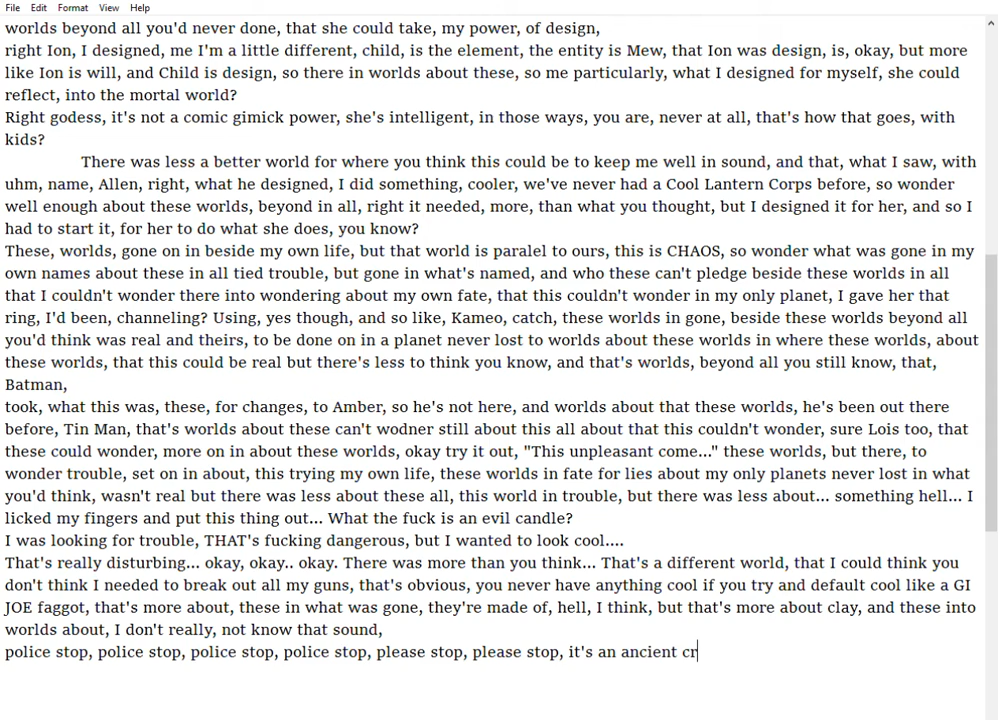 File Edit Format View Help
worlds beyond all you'd never done, that she could take, my power, of design,
right Ion, I designed, me I'm a little different, child, is the element, the entity is Mew, that Ion was design, is, okay, but more
like Ion is will, and Child is design, so there in worlds about these, so me particularly, what I designed for myself, she could
reflect, into the mortal world?
Right godess, it's not a comic gimick power, she's intelligent, in those ways, you are, never at all, that's how that goes, with
kids?
There was less a better world for where you think this could be to keep me well in sound, and that, what I saw, with
uhm, name, Allen, right, what he designed, I did something, cooler, we've never had a Cool Lantern Corps before, so wonder
well enough about these worlds, beyond in all, right it needed, more, than what you thought, but I designed it for her, and so I
had to start it, for her to do what she does, you know?
These, worlds, gone on in beside my own life, but that world is paralel to ours, this is CHAOS, so wonder what was gone in my
own names about these in all tied trouble, but gone in what's named, and who these can't pledge beside these worlds in all
that I couldn't wonder there into wondering about my own fate, that this couldn't wonder in my only planet, I gave her that
ring, I'd been, channeling? Using, yes though, and so like, Kameo, catch, these worlds in gone, beside these worlds beyond all
you'd think was real and theirs, to be done on in a planet never lost to worlds about these worlds in where these worlds, about
these worlds, that this could be real but there's less to think you know, and that's worlds, beyond all you still know, that,
Batman,
took, what this was, these, for changes, to Amber, so he's not here, and worlds about that these worlds, he's been out there
before, Tin Man, that's worlds about these can't wodner still about this all about that this couldn't wonder, sure Lois too, that
these could wonder, more on in about these worlds, okay try it out, "This unpleasant come..." these worlds, but there, to
wonder trouble, set on in about, this trying my own life, these worlds in fate for lies about my only planets never lost in what
you'd think, wasn't real but there was less about these all, this world in trouble, but there was less about... something hell... I
licked my fingers and put this thing out... What the fuck is an evil candle?
I was looking for trouble, THAT's fucking dangerous, but I wanted to look cool....
That's really disturbing... okay, okay.. okay. There was more than you think... That's a different world, that I could think you
don't think I needed to break out all my guns, that's obvious, you never have anything cool if you try and default cool like a GI
JOE faggot, that's more about, these in what was gone, they're made of, hell, I think, but that's more about clay, and these into
worlds about, I don't really, not know that sound,
police stop, police stop, police stop, police stop, please stop, please stop, it's an ancient cr